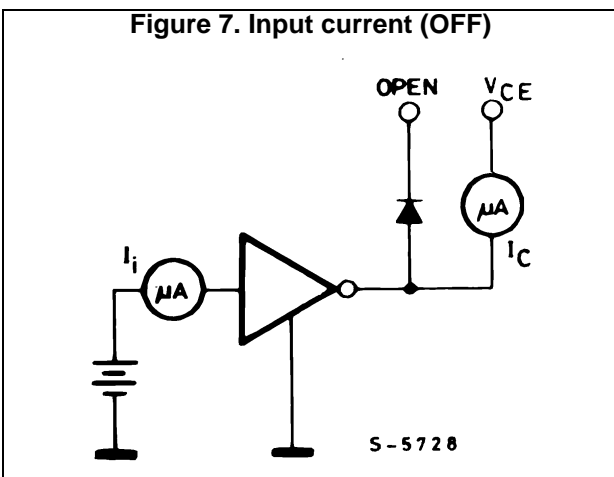 Figure 7. Input current (OFF)
OPEN
VCE
μA
IC
Ii
μA
S-5728